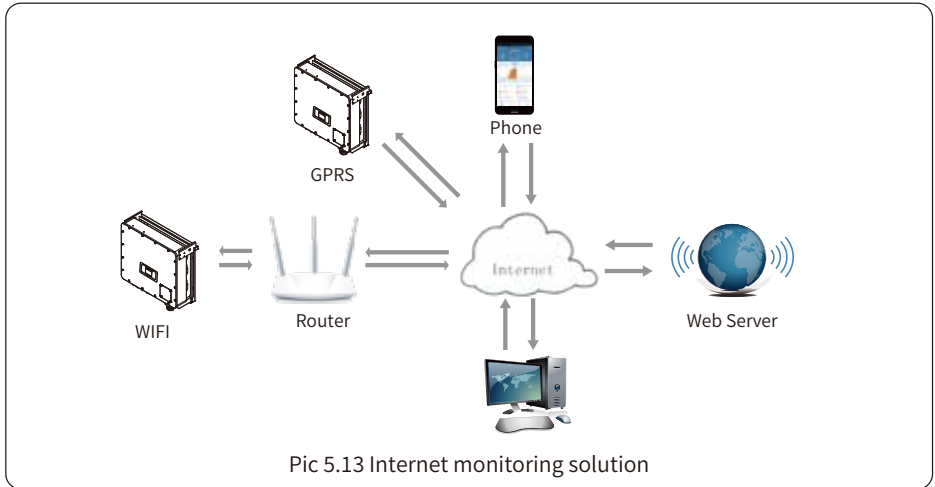 Phone
GPRS
Internet
WIFI
Router
Web Server
Pic 5.13 Internet monitoring solution